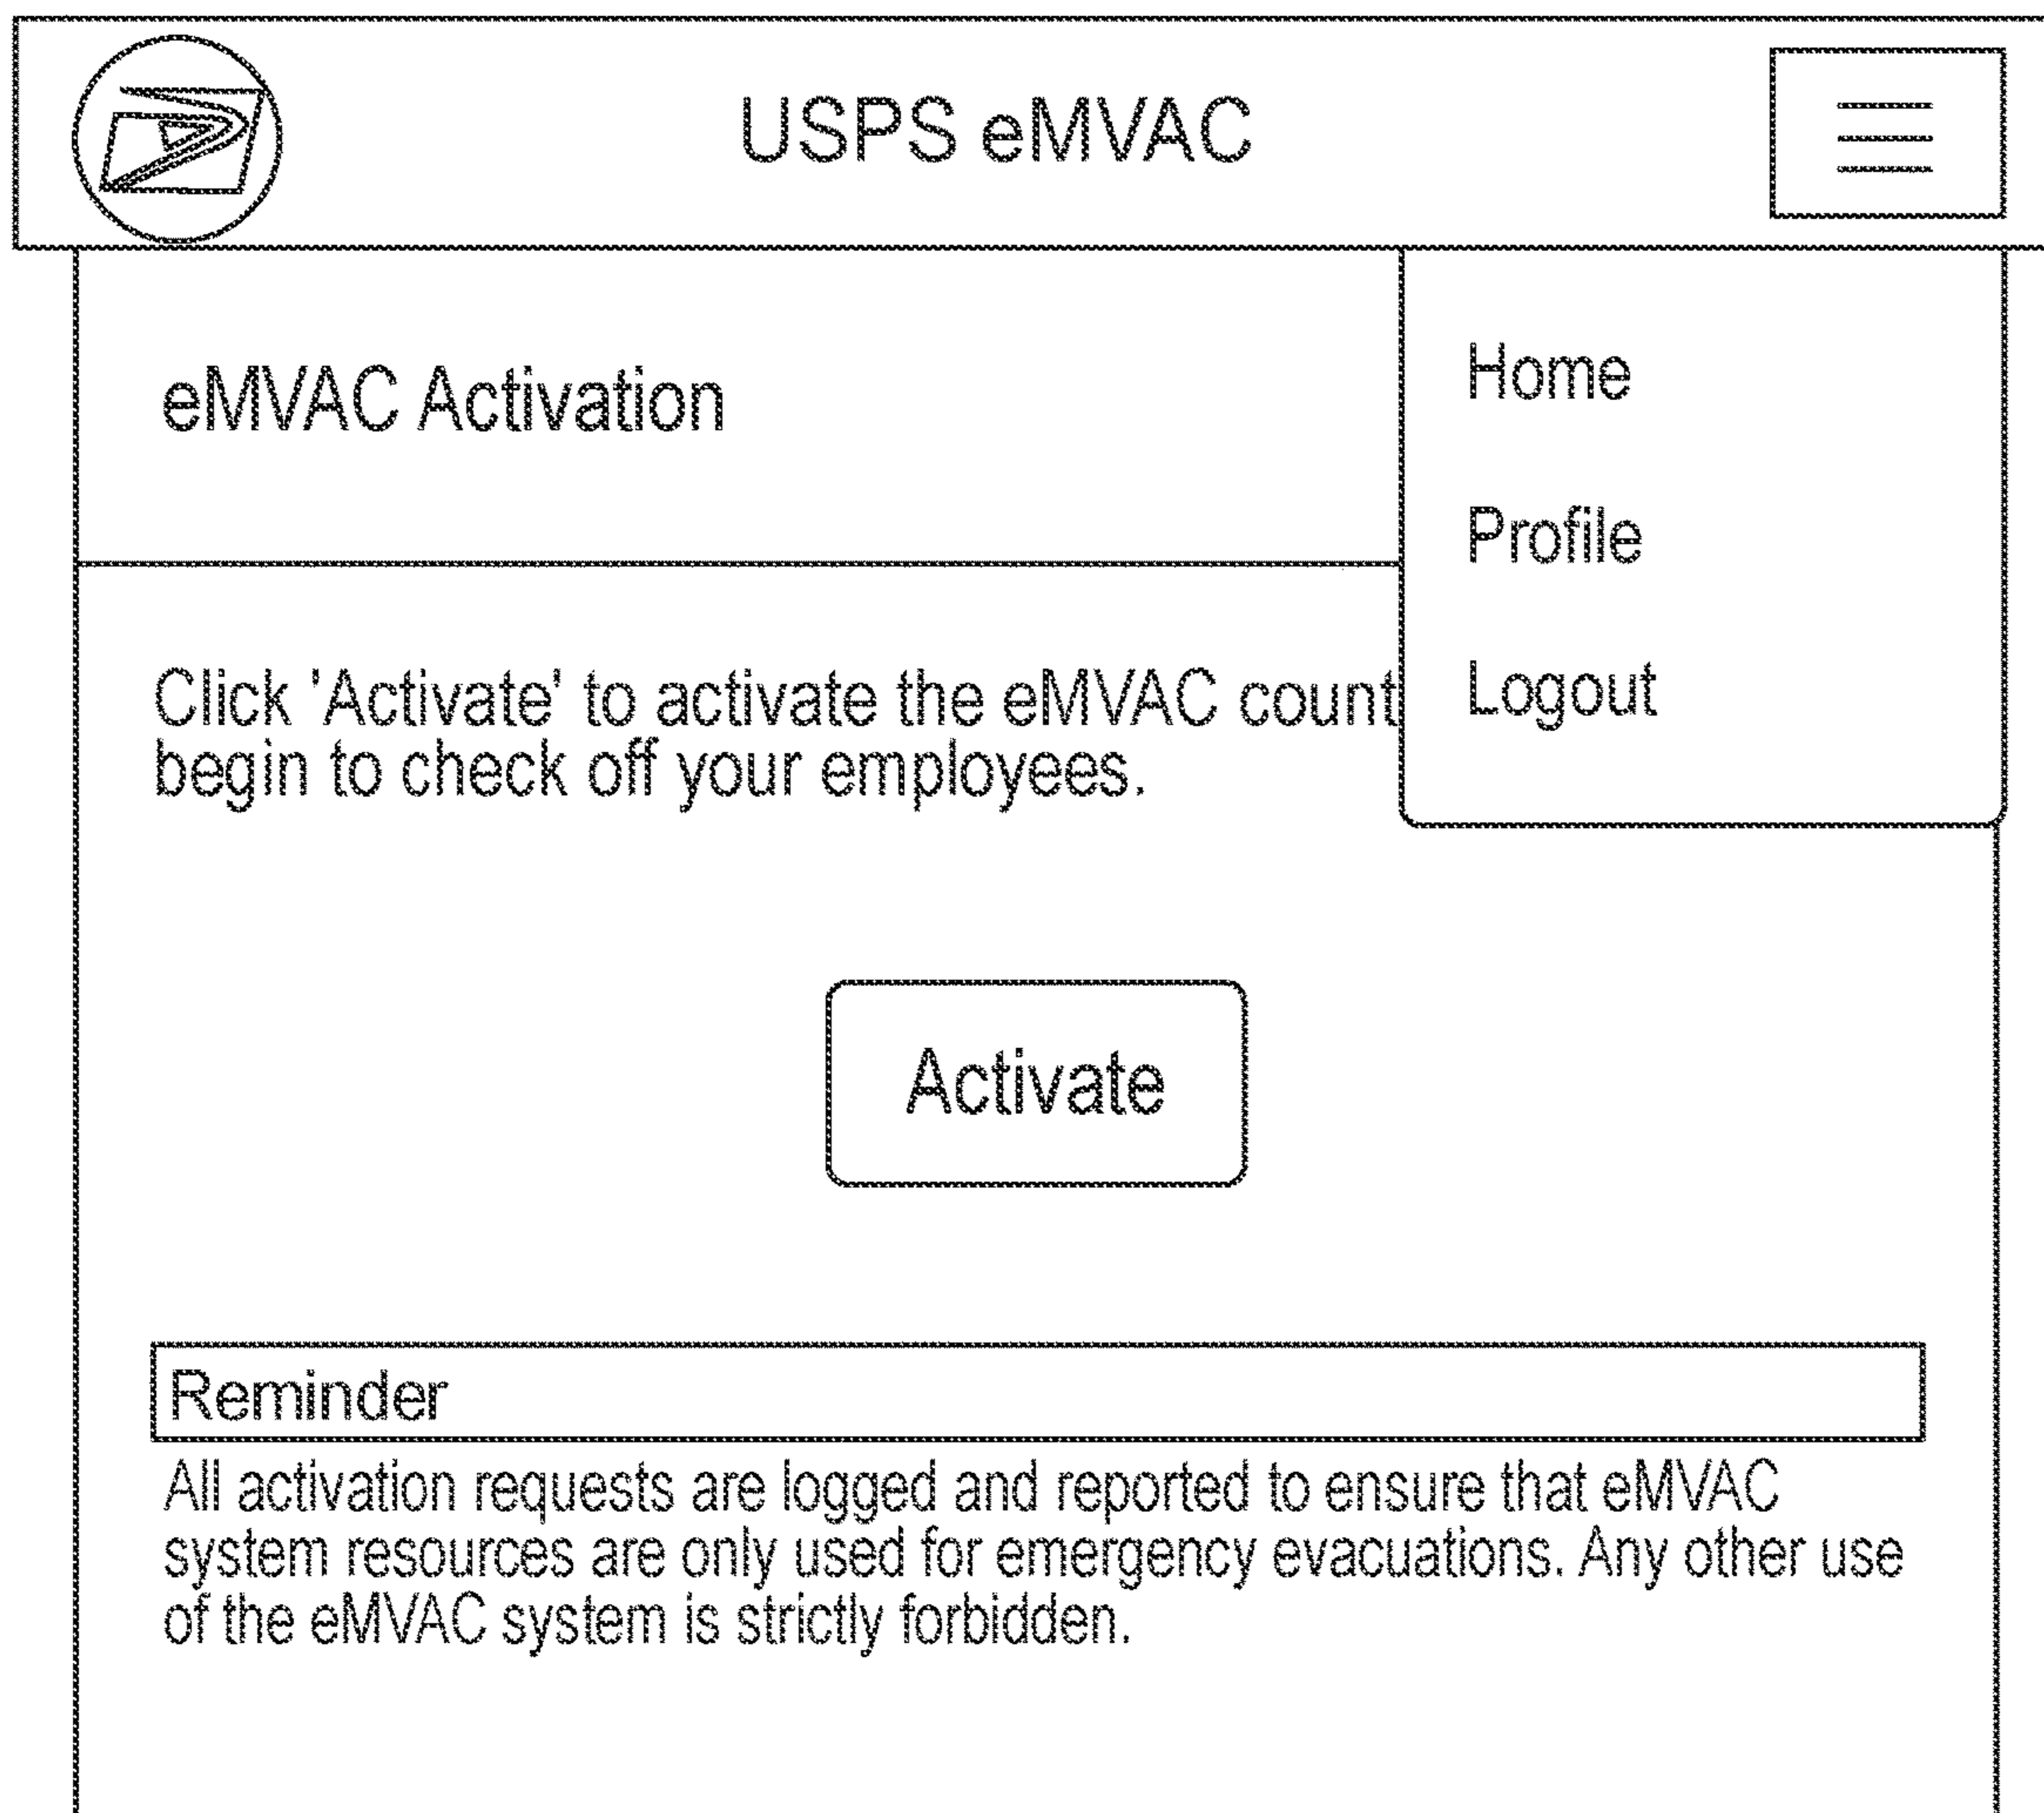 USPS eMVAC
eMVAC Activation
Home
Profile
Logout
Click 'Activate' to activate the eMVAC count
begin to check off your employees.
Activate
Reminder
All activation requests are logged and reported to ensure that eMVAC
system resources are only used for emergency evacuations. Any other use
of the eMVAC system is strictly forbidden.